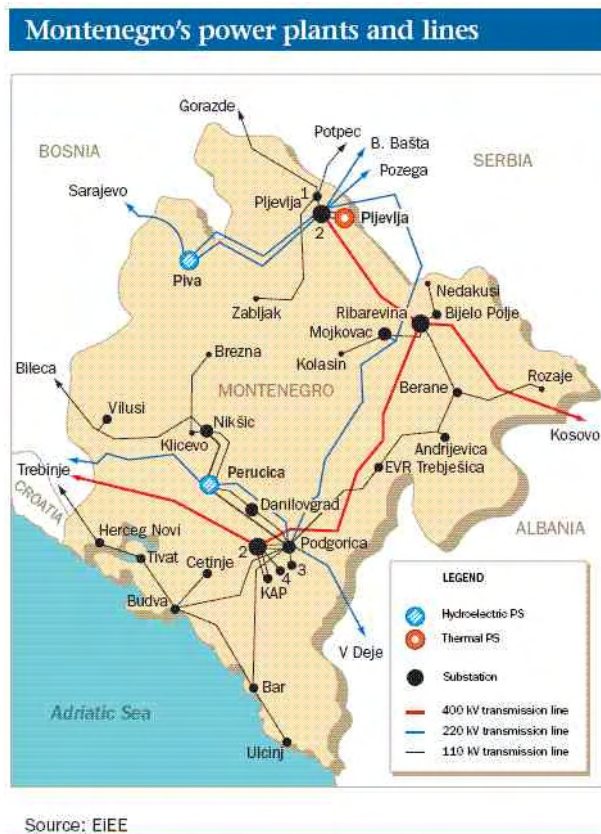 Montenegro's power plants and lines
Gorazde
Potpec
BOSNIA
B. Bašta
SERBIA
Pozega
Sarajevo
1
Pljevlja
2
Pljevlja
Piva
Nedakusi
Zabljak
Ribarevina
Bijelo Polje
Mojkovac
Brezna
Kolasin
Bileca
MONTENEGRO
Rozaje
Berane
Vilusi
Nikšic
Klicevo
Kosovo
Andrijevica
Trebinje
Perucica
EVR Trebješica
CROATIA
Danilovgrad
ALBANIA
Herceg Novi
Podgorica
2
Tivat
Cetinje
4
3
KAP
Budva
V Deje
Bar
Adriatic Sea
Ulcinj
LEGEND
Hydroelectric PS
Thermal PS
Substation
400 kV transmission line
220 kV transmission line
110 kV transmission line
Source: EiEE